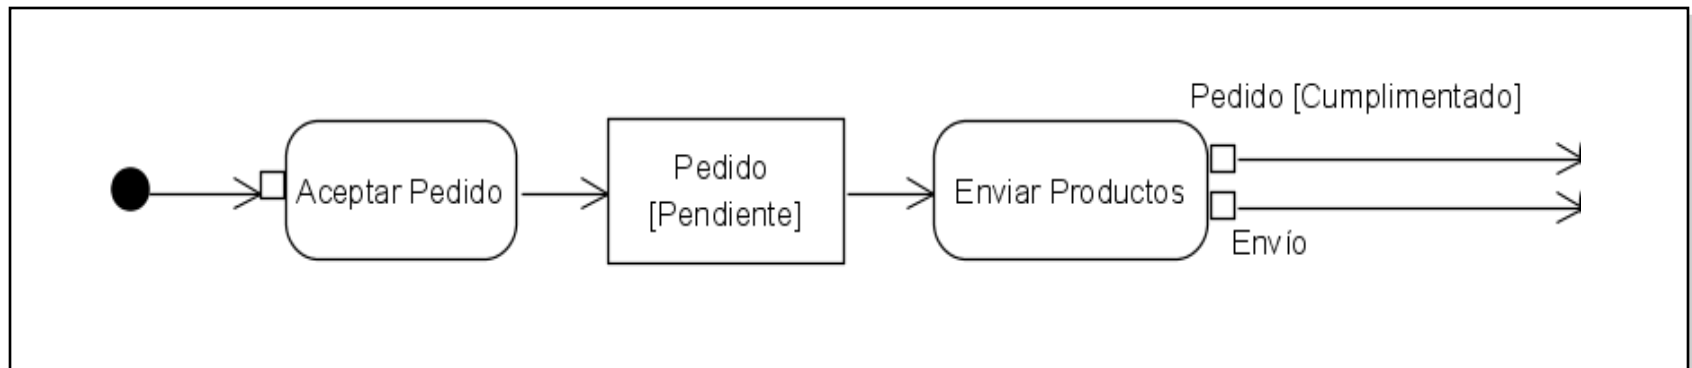 Pedido [Cumplimentado]
Aceptar Pedido
Pedido
[Pendiente]
Enviar Productos
Envío